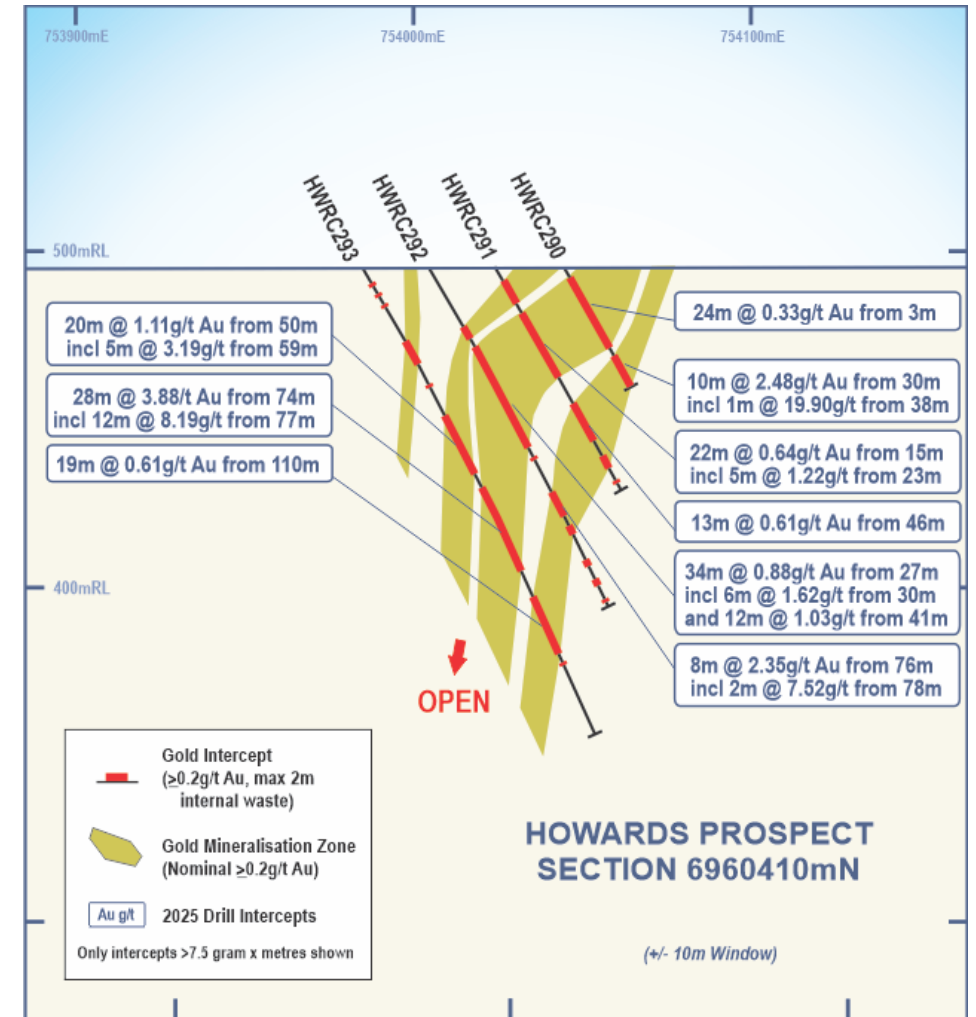 753900mE
754000mE
754100mE
HWRC293
HWRC292
HWRC291
HWRC290
500mRL
400mRL
20m @ 1.11g/t Au from 50m
incl 5m @ 3.19g/t from 59m
28m @ 3.88g/t Au from 74m
incl 12m @ 8.19g/t from 77m
19m @ 0.61g/t Au from 110m
24m @ 0.33g/t Au from 3m
10m @ 2.48g/t Au from 30m
incl 1m @ 19.90g/t from 38m
22m @ 0.64g/t Au from 15m
incl 5m @ 1.22g/t from 23m
13m @ 0.61g/t Au from 46m
34m @ 0.88g/t Au from 27m
incl 6m @ 1.62g/t from 30m
and 12m @ 1.03g/t from 41m
8m @ 2.35g/t Au from 76m
incl 2m @ 7.52g/t from 78m
OPEN
Gold Intercept
(≥0.2g/t Au, max 2m
internal waste)
Gold Mineralisation Zone
(Nominal ≥0.2g/t Au)
Au g/t
2025 Drill Intercepts
Only intercepts >7.5 gram x metres shown
HOWARDS PROSPECT
SECTION 6960410mN
(+/- 10m Window)